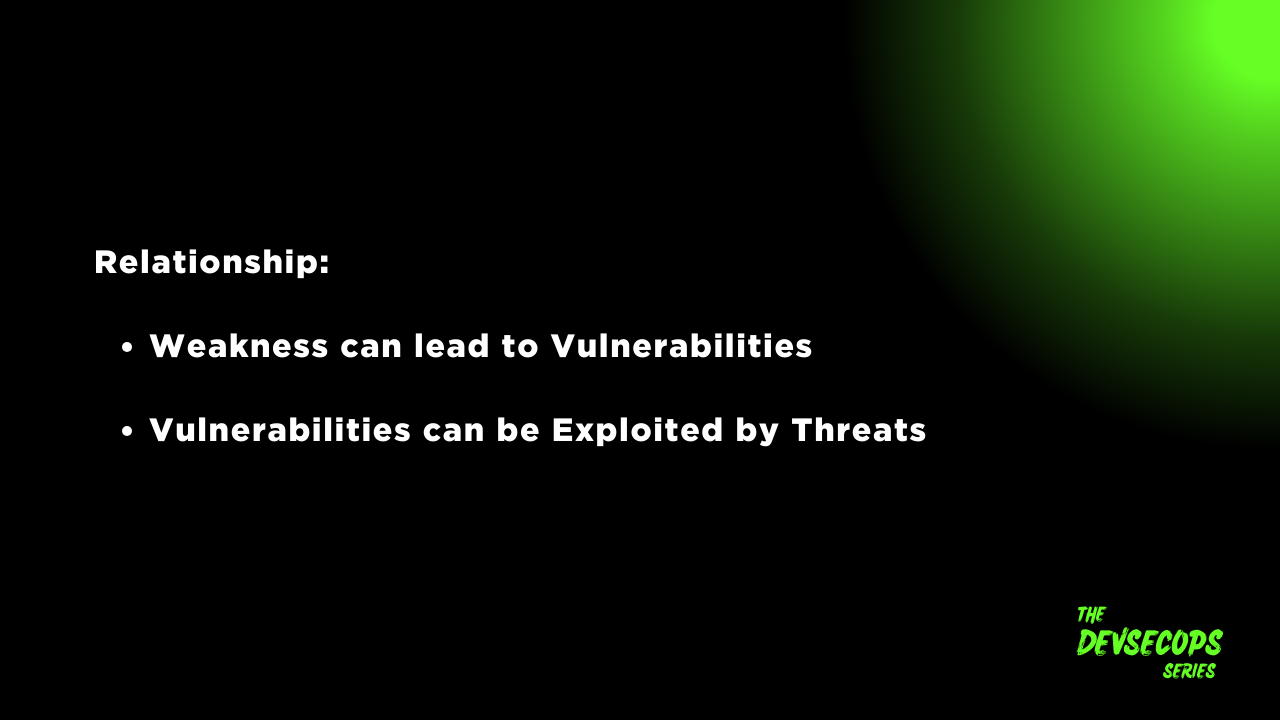 Relationship:
• Weakness can lead to Vulnerabilities
• Vulnerabilities can be Exploited by Threats
THE
DEVSECOPS
SERIES